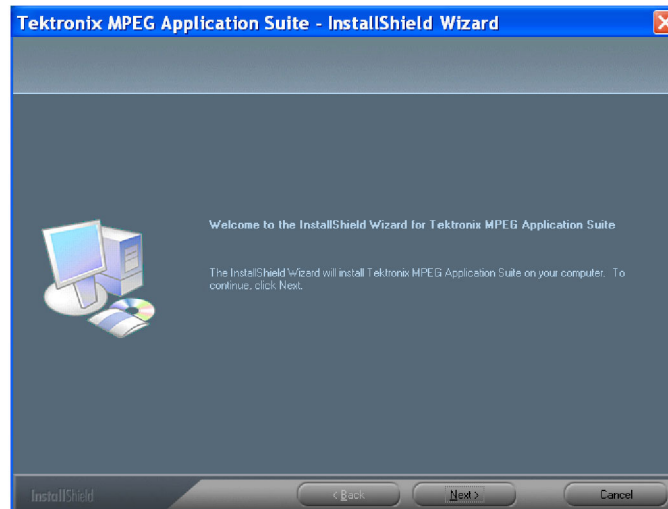 Tektronix MPEG Application Suite - InstallShield Wizard
Welcome to the InstallShield Wizard for Tektronix MPEG Application Suite
The InstallShield Wizard will install Tektronix MPEG Application Suite on your computer. To
continue, click Next.
InstallShield
< Back
Next >
Cancel